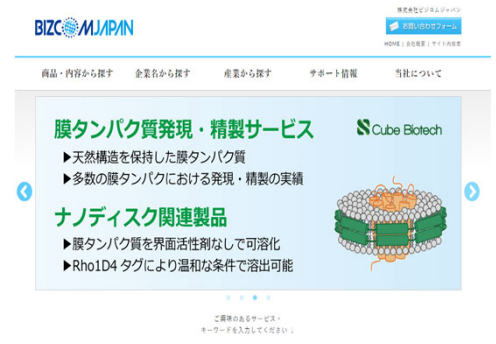 株式会社ビジコムジャパン
BIZCOMJAPAN
お問い合わせフォーム
HOME | 会社概要 | サイト内検索
商品・内容から探す 企業名から探す 産業から探す サポート情報 当社について
膜タンパク質発現・精製サービス
Cube Biotech
▶天然構造を保持した膜タンパク質
▶多数の膜タンパクにおける発現・精製の実績
ナノディスク関連製品
▶膜タンパク質を界面活性剤なしで可溶化
▶Rho1D4 タグにより温和な条件で溶出可能
ご興味のあるサービス・
キーワードを入力してください ↓